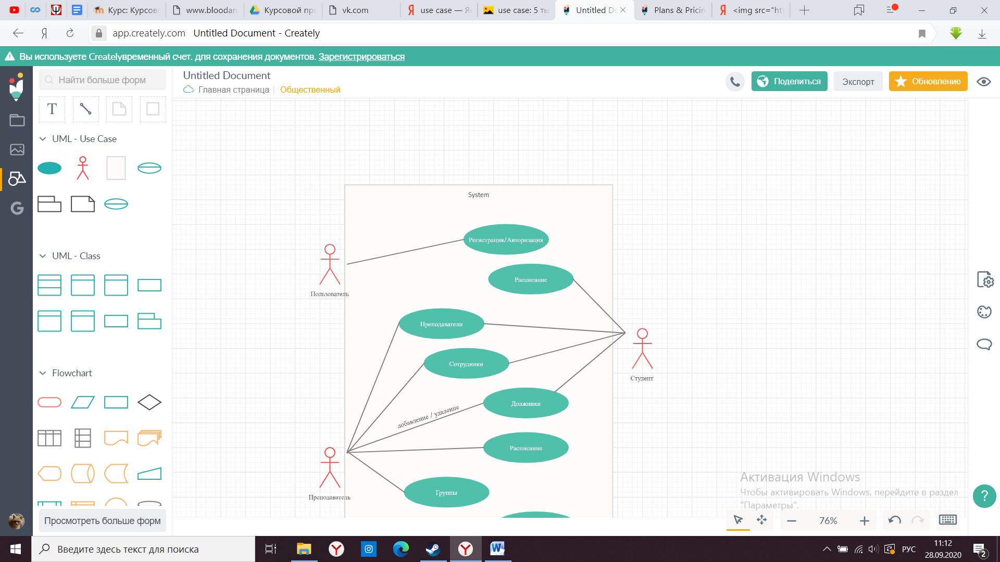 Курс: Курсов
www.bloodan
Курсовой пр
vk.com
use case — Я
use case: 5 ты
Untitled Do
Plans & Pricin
<img src="ht
app.creately.com Untitled Document - Creately
Вы используете Createlyвременный счет. для сохранения документов. Зарегистрироваться
Найти больше форм
Untitled Document
Главная страница
Общественный
Поделиться
Экспорт
Обновление
T
UML - Use Case
UML - Class
Flowchart
Просмотреть больше форм
System
Регистрация/Авторизация
Расписание
Пользователь
Преподаватели
Сотрудники
Студент
Должники
добавление / удаление
Расписание
Преподаватель
Группы
Активация Windows
Чтобы активировать Windows, перейдите в раздел
"Параметры".
?
76%
Введите здесь текст для поиска
РУС
11:12
28.09.2020
2